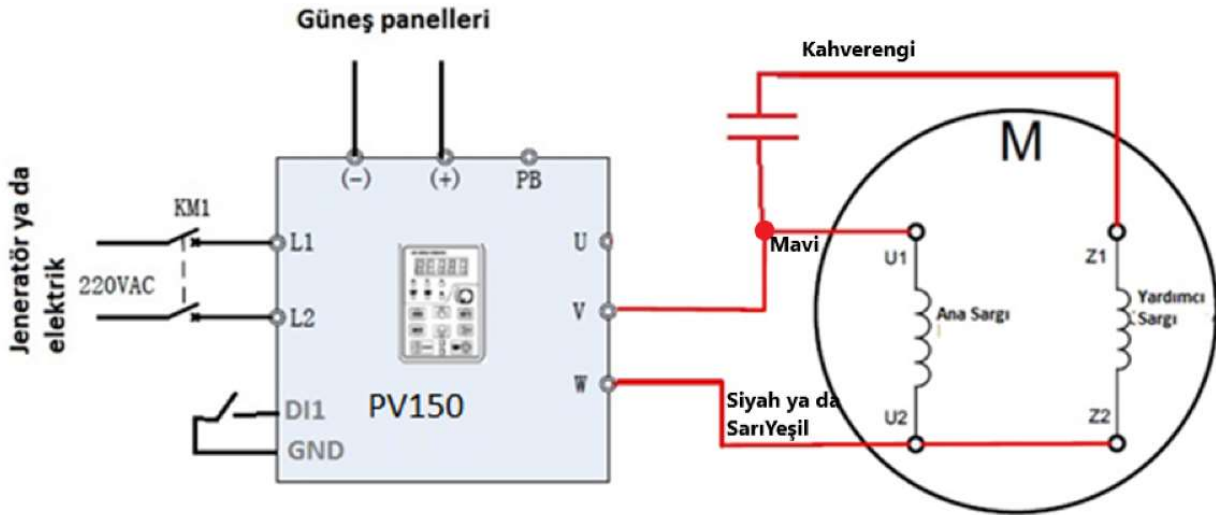 Güneş panelleri
Kahverengi
M
(-)
(+)
PB
Jeneratör ya da
elektrik
KM1
220VAC
L1
L2
U
V
W
Mavi
U1
Z1
Ana Sargı
Yardımcı
Sargı
DI1
GND
PV150
Siyah ya da
SarıYeşil
U2
Z2